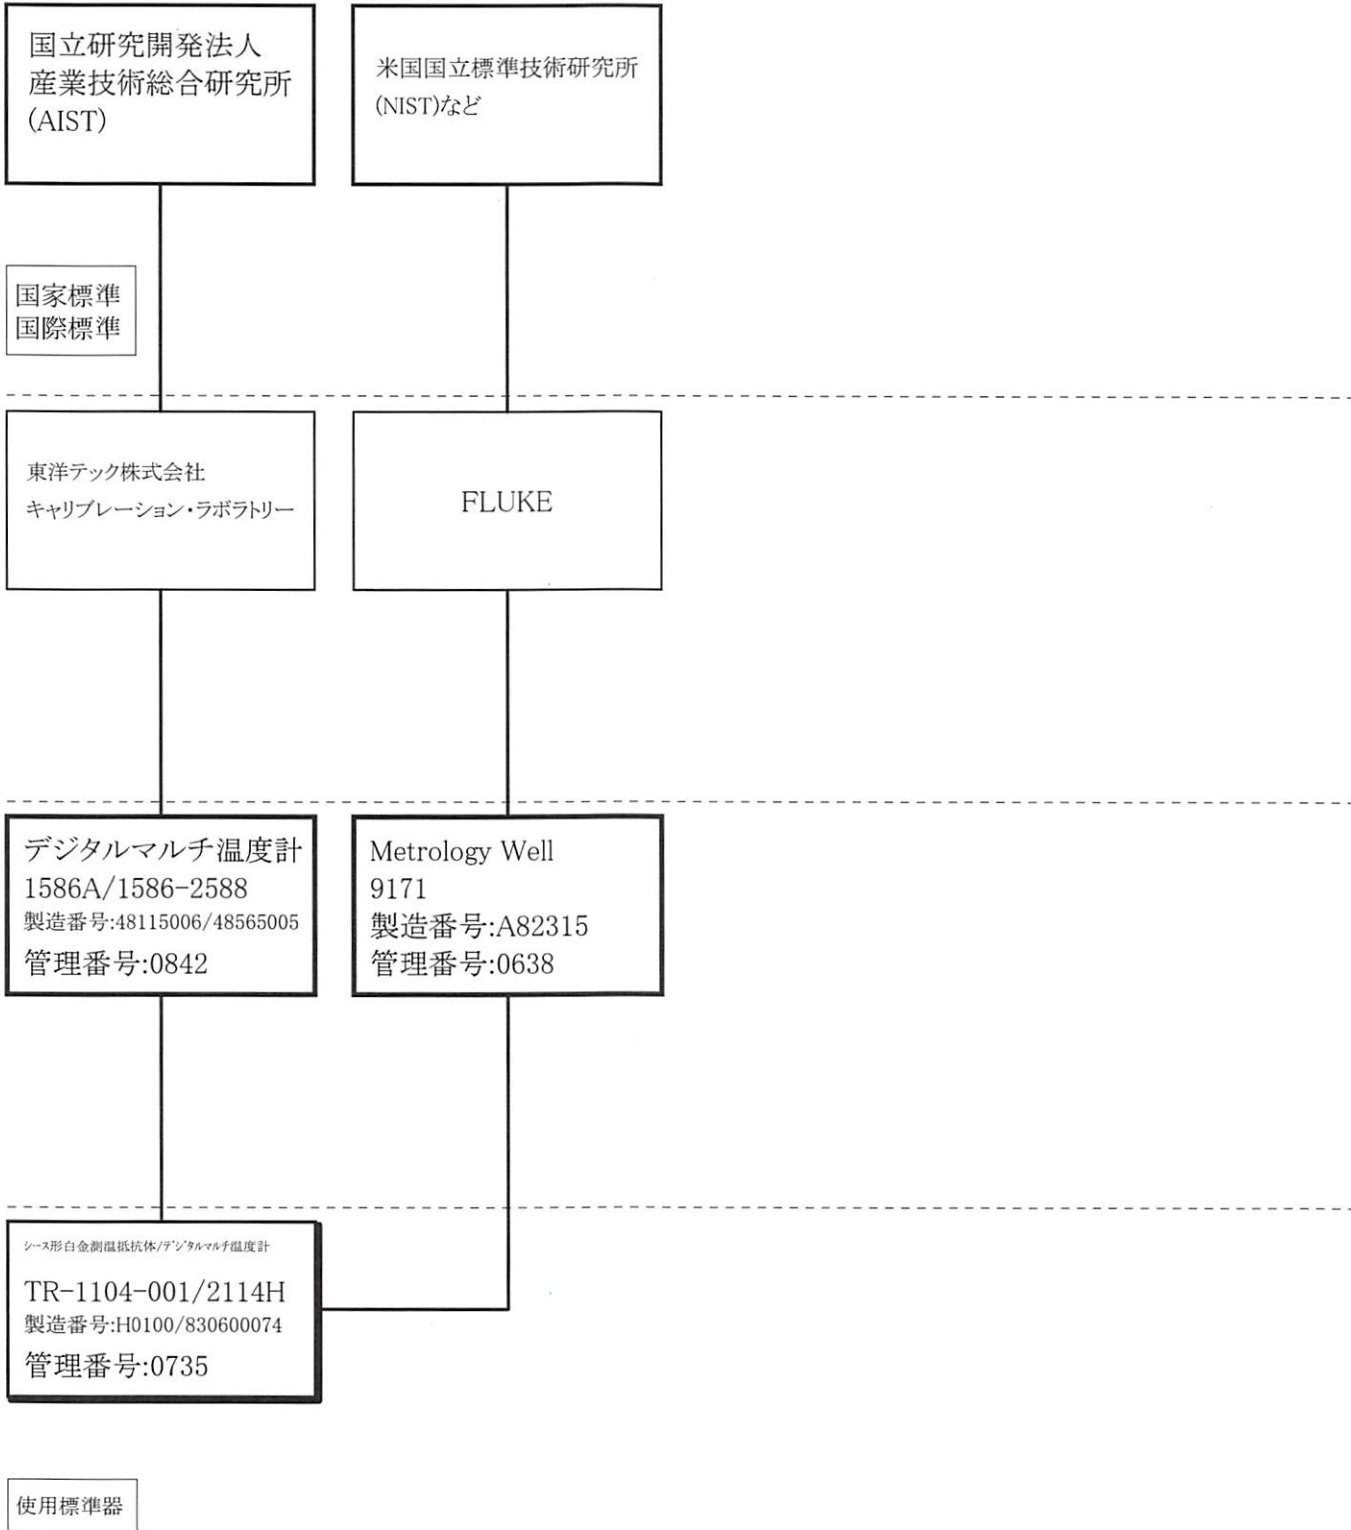 国立研究開発法人
産業技術総合研究所
(AIST)
米国国立標準技術研究所
(NIST)など
国家標準
国際標準
東洋テック株式会社
キャリブレーション・ラボラトリー
FLUKE
デジタルマルチ温度計
1586A/1586-2588
製造番号:48115006/48565005
管理番号:0842
Metrology Well
9171
製造番号:A82315
管理番号:0638
シース形白金測温抵抗体/デジタルマルチ温度計
TR-1104-001/2114H
製造番号:H0100/830600074
管理番号:0735
使用標準器